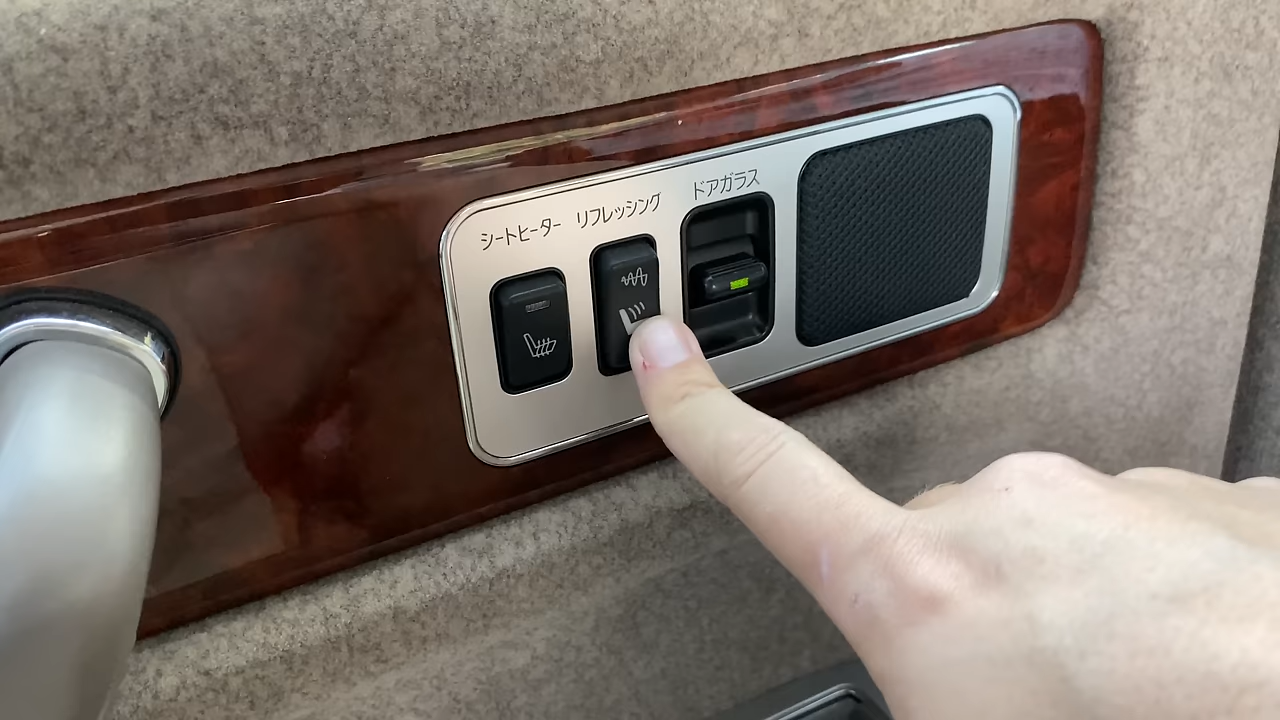 シートヒーター
リフレッシング
ドアガラス